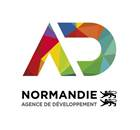 AD
NORMANDIE
AGENCE DE DÉVELOPPEMENT